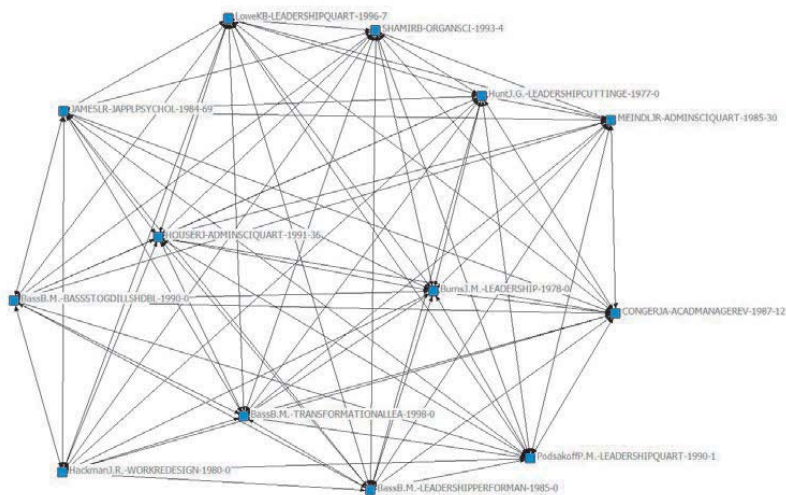 LoweKB-LEADERSHIPQUART-1996-7
SHAMIRB-ORGANSCI-1993-4
HuntJ.G.-LEADERSHIPCUTTINGE-1977-0
JAMESLR-JAPPLPSYCHOL-1984-69
MEINDLJR-ADMINSCIQUART-1985-30
HOUSERJ-ADMINSCIQUART-1991-36
BurnsJ.M.-LEADERSHIP-1978-0
BassB.M.-BASSSTOGDILLSHDBL-1990-0
CONGERJA-ACADMANAGEREV-1987-12
BassB.M.-TRANSFORMATIONALLEA-1998-0
PodsakoffP.M.-LEADERSHIPQUART-1990-1
HackmanJ.R.-WORKREDESIGN-1980-0
BassB.M.-LEADERSHIPPERFORMAN-1985-0